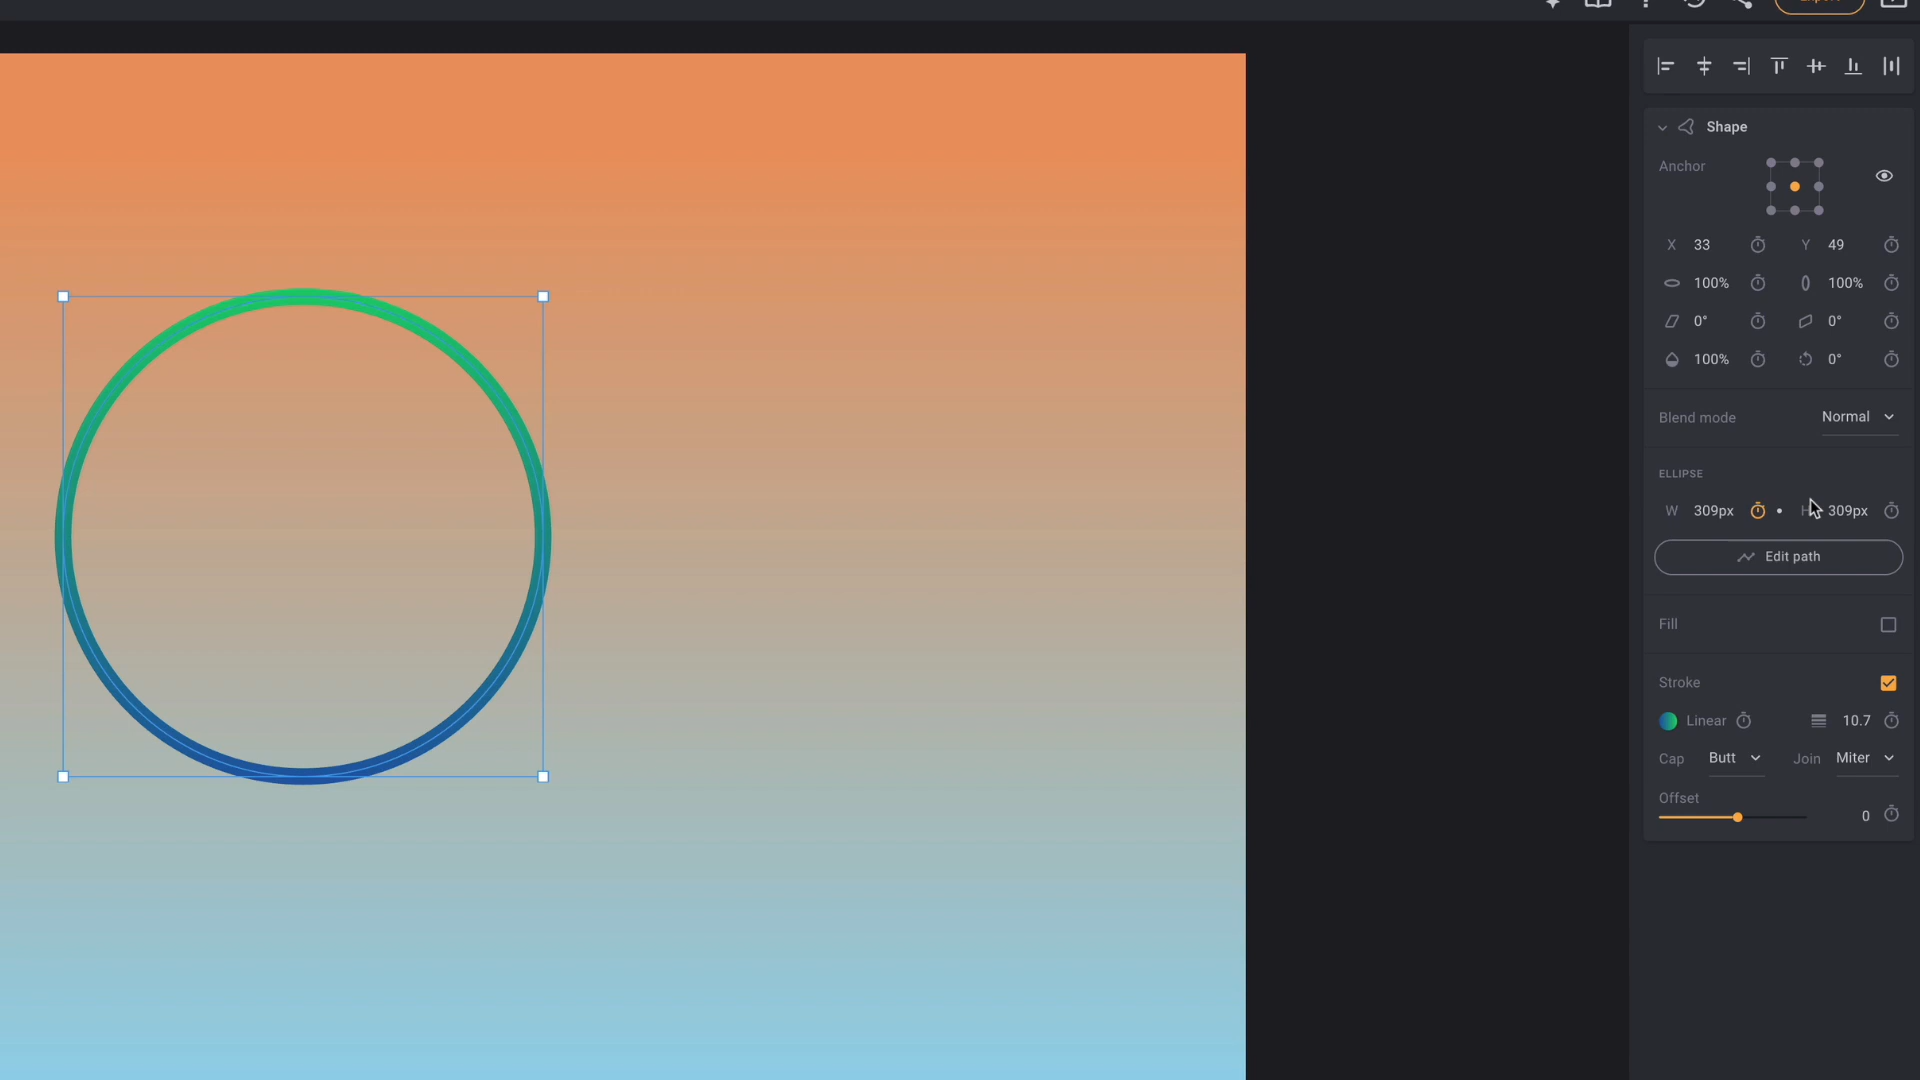 Shape
Anchor
X 33 Y 49
100% 100%
0° 0°
100% 0°
Blend mode Normal
ELLIPSE
W 309px H 309px
Edit path
Fill
Stroke
Linear 10.7
Cap Butt Join Miter
Offset
0